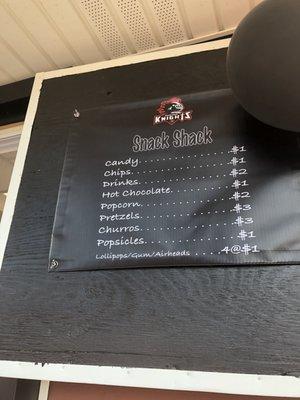 KNIGHTS
Snack Shack
Candy. . . . . . . . . . . . . . . . $1
Chips. . . . . . . . . . . . . . . . $1
Drinks. . . . . . . . . . . . . . . $2
Hot Chocolate. . . . . . . . . . $1
Popcorn. . . . . . . . . . . . . . $2
Pretzels. . . . . . . . . . . . . . $3
Churros. . . . . . . . . . . . . . $3
Popsicles. . . . . . . . . . . . . $1
Lollipops/Gum/Airheads . . . . . 4@$1